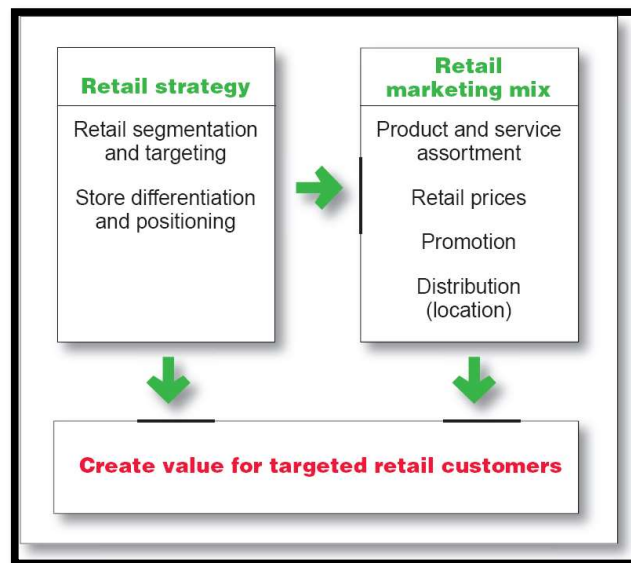 Retail strategy
Retail segmentation
and targeting
Store differentiation
and positioning
Retail
marketing mix
Product and service
assortment
Retail prices
Promotion
Distribution
(location)
Create value for targeted retail customers